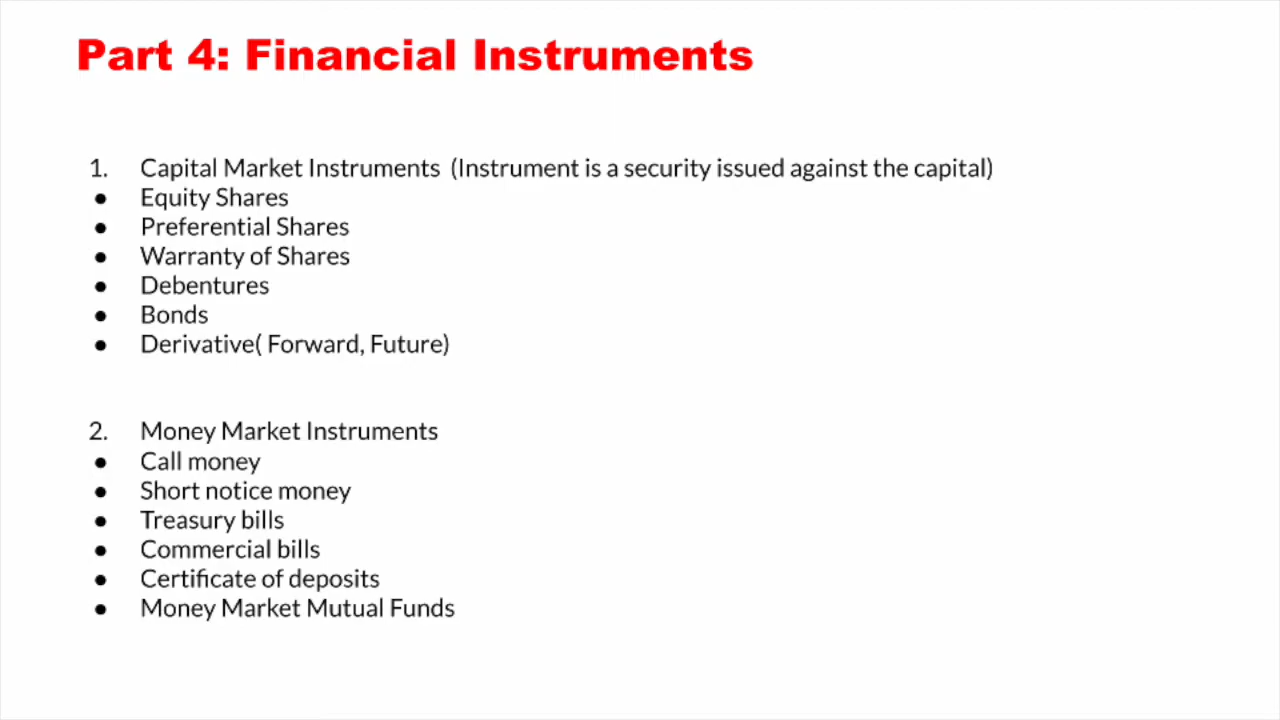 Part 4: Financial Instruments
1. Capital Market Instruments (Instrument is a security issued against the capital)
● Equity Shares
● Preferential Shares
● Warranty of Shares
● Debentures
● Bonds
● Derivative( Forward, Future)
2. Money Market Instruments
● Call money
● Short notice money
● Treasury bills
● Commercial bills
● Certificate of deposits
● Money Market Mutual Funds